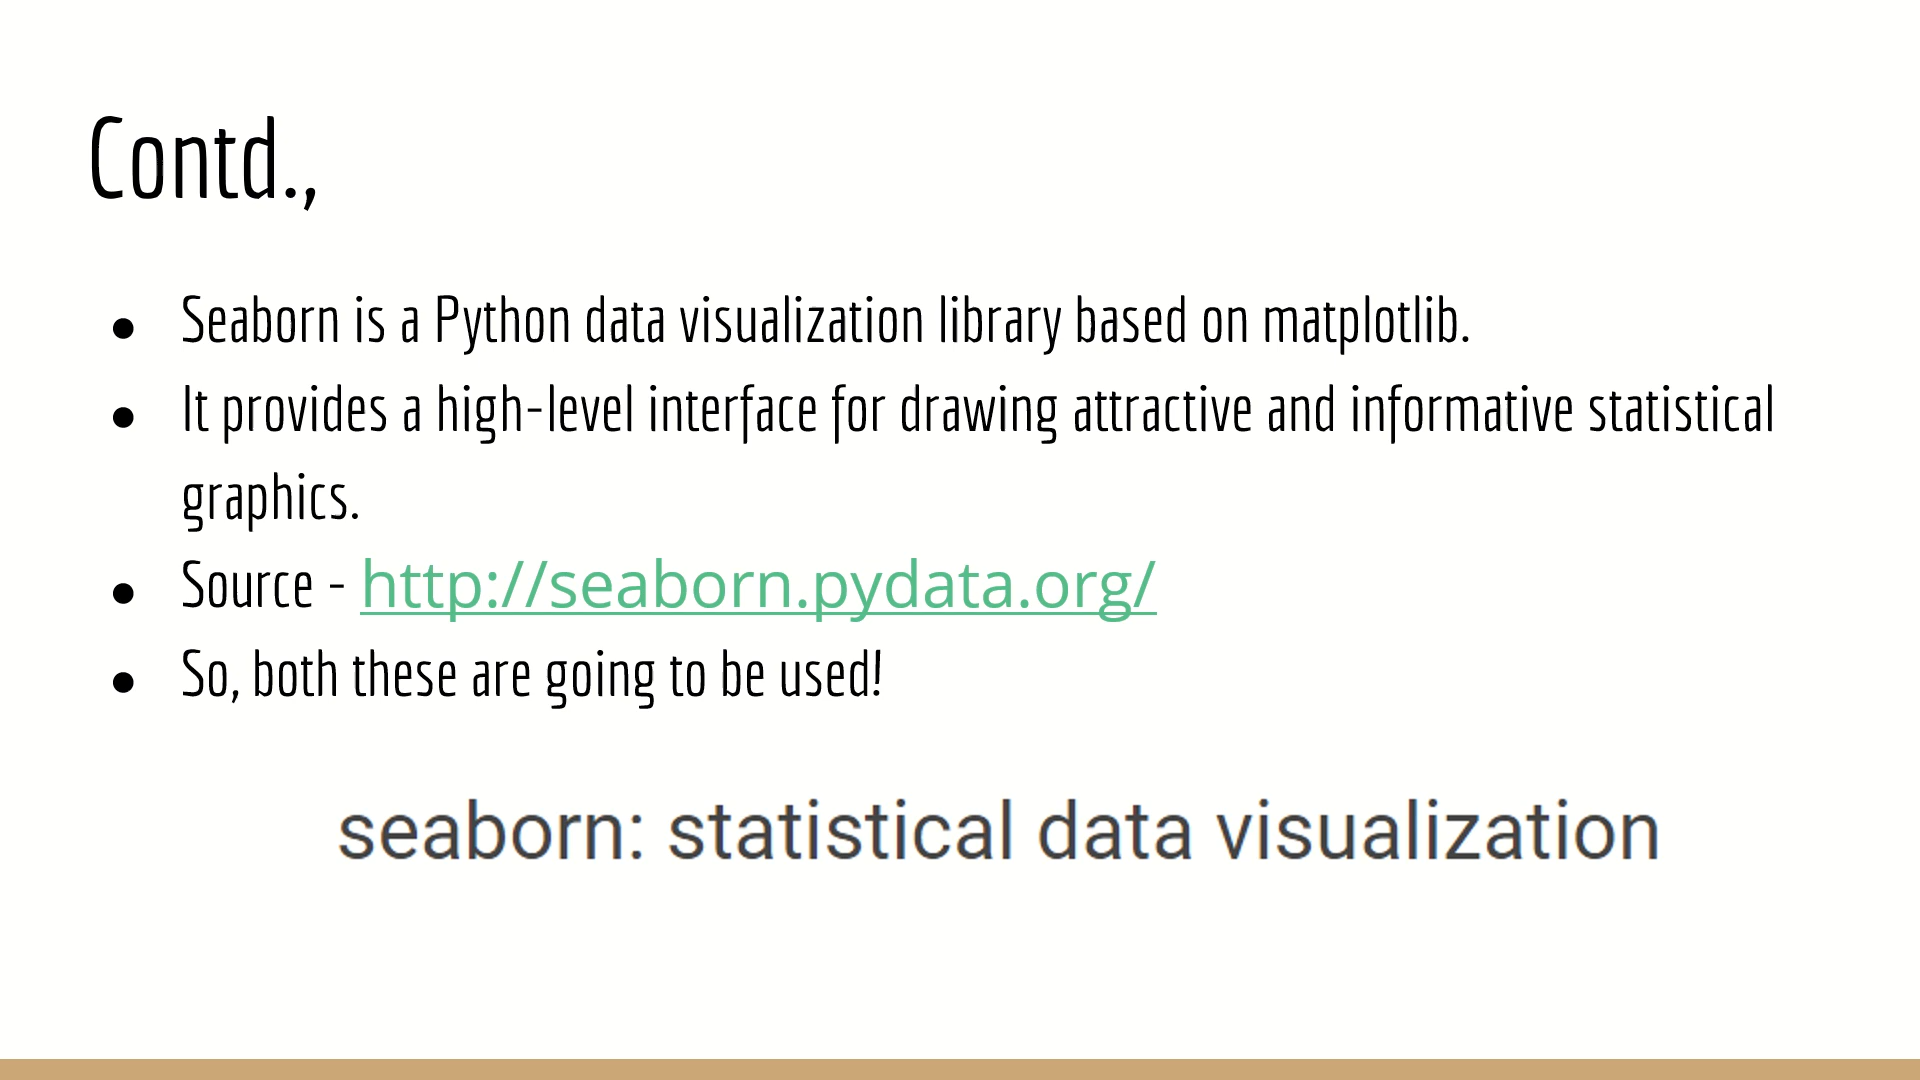 Contd.,
● Seaborn is a Python data visualization library based on matplotlib.
● It provides a high-level interface for drawing attractive and informative statistical
graphics.
● Source - http://seaborn.pydata.org/
● So, both these are going to be used!
seaborn: statistical data visualization